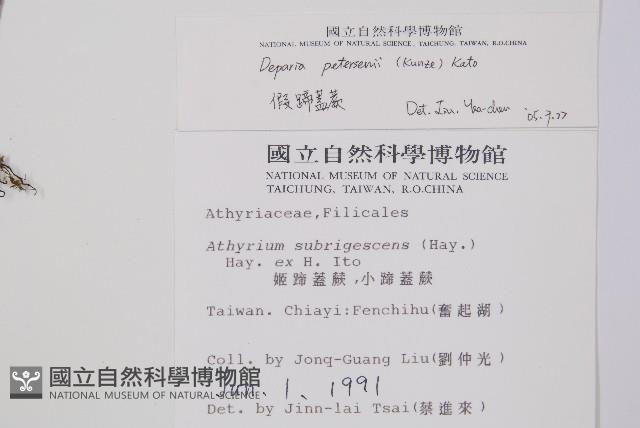 國立自然科學博物館
NATIONAL MUSEUM OF NATURAL SCIENCE, TAICHUNG, TAIWAN, R.O.CHINA
Deparia petersenii (Kunze) Kato
假蹄蓋蕨
Det. Yea-chen '05.7.27
國立自然科學博物館
NATIONAL MUSEUM OF NATURAL SCIENCE
TAICHUNG, TAIWAN, R.O.CHINA
Athyriaceae,Filicales
Athyrium subrigescens (Hay.)
Hay. ex H. Ito
姬蹄蓋蕨,小蹄蓋蕨
Taiwan. Chiayi:Fenchihu(奮起湖)
Coll. by Jonq-Guang Liu(劉仲光)
國立自然科學博物館
Jan. 1, 1991
NATIONAL MUSEUM OF NATURAL SCIENCE
Det. by Jinn-lai Tsai(蔡進來)